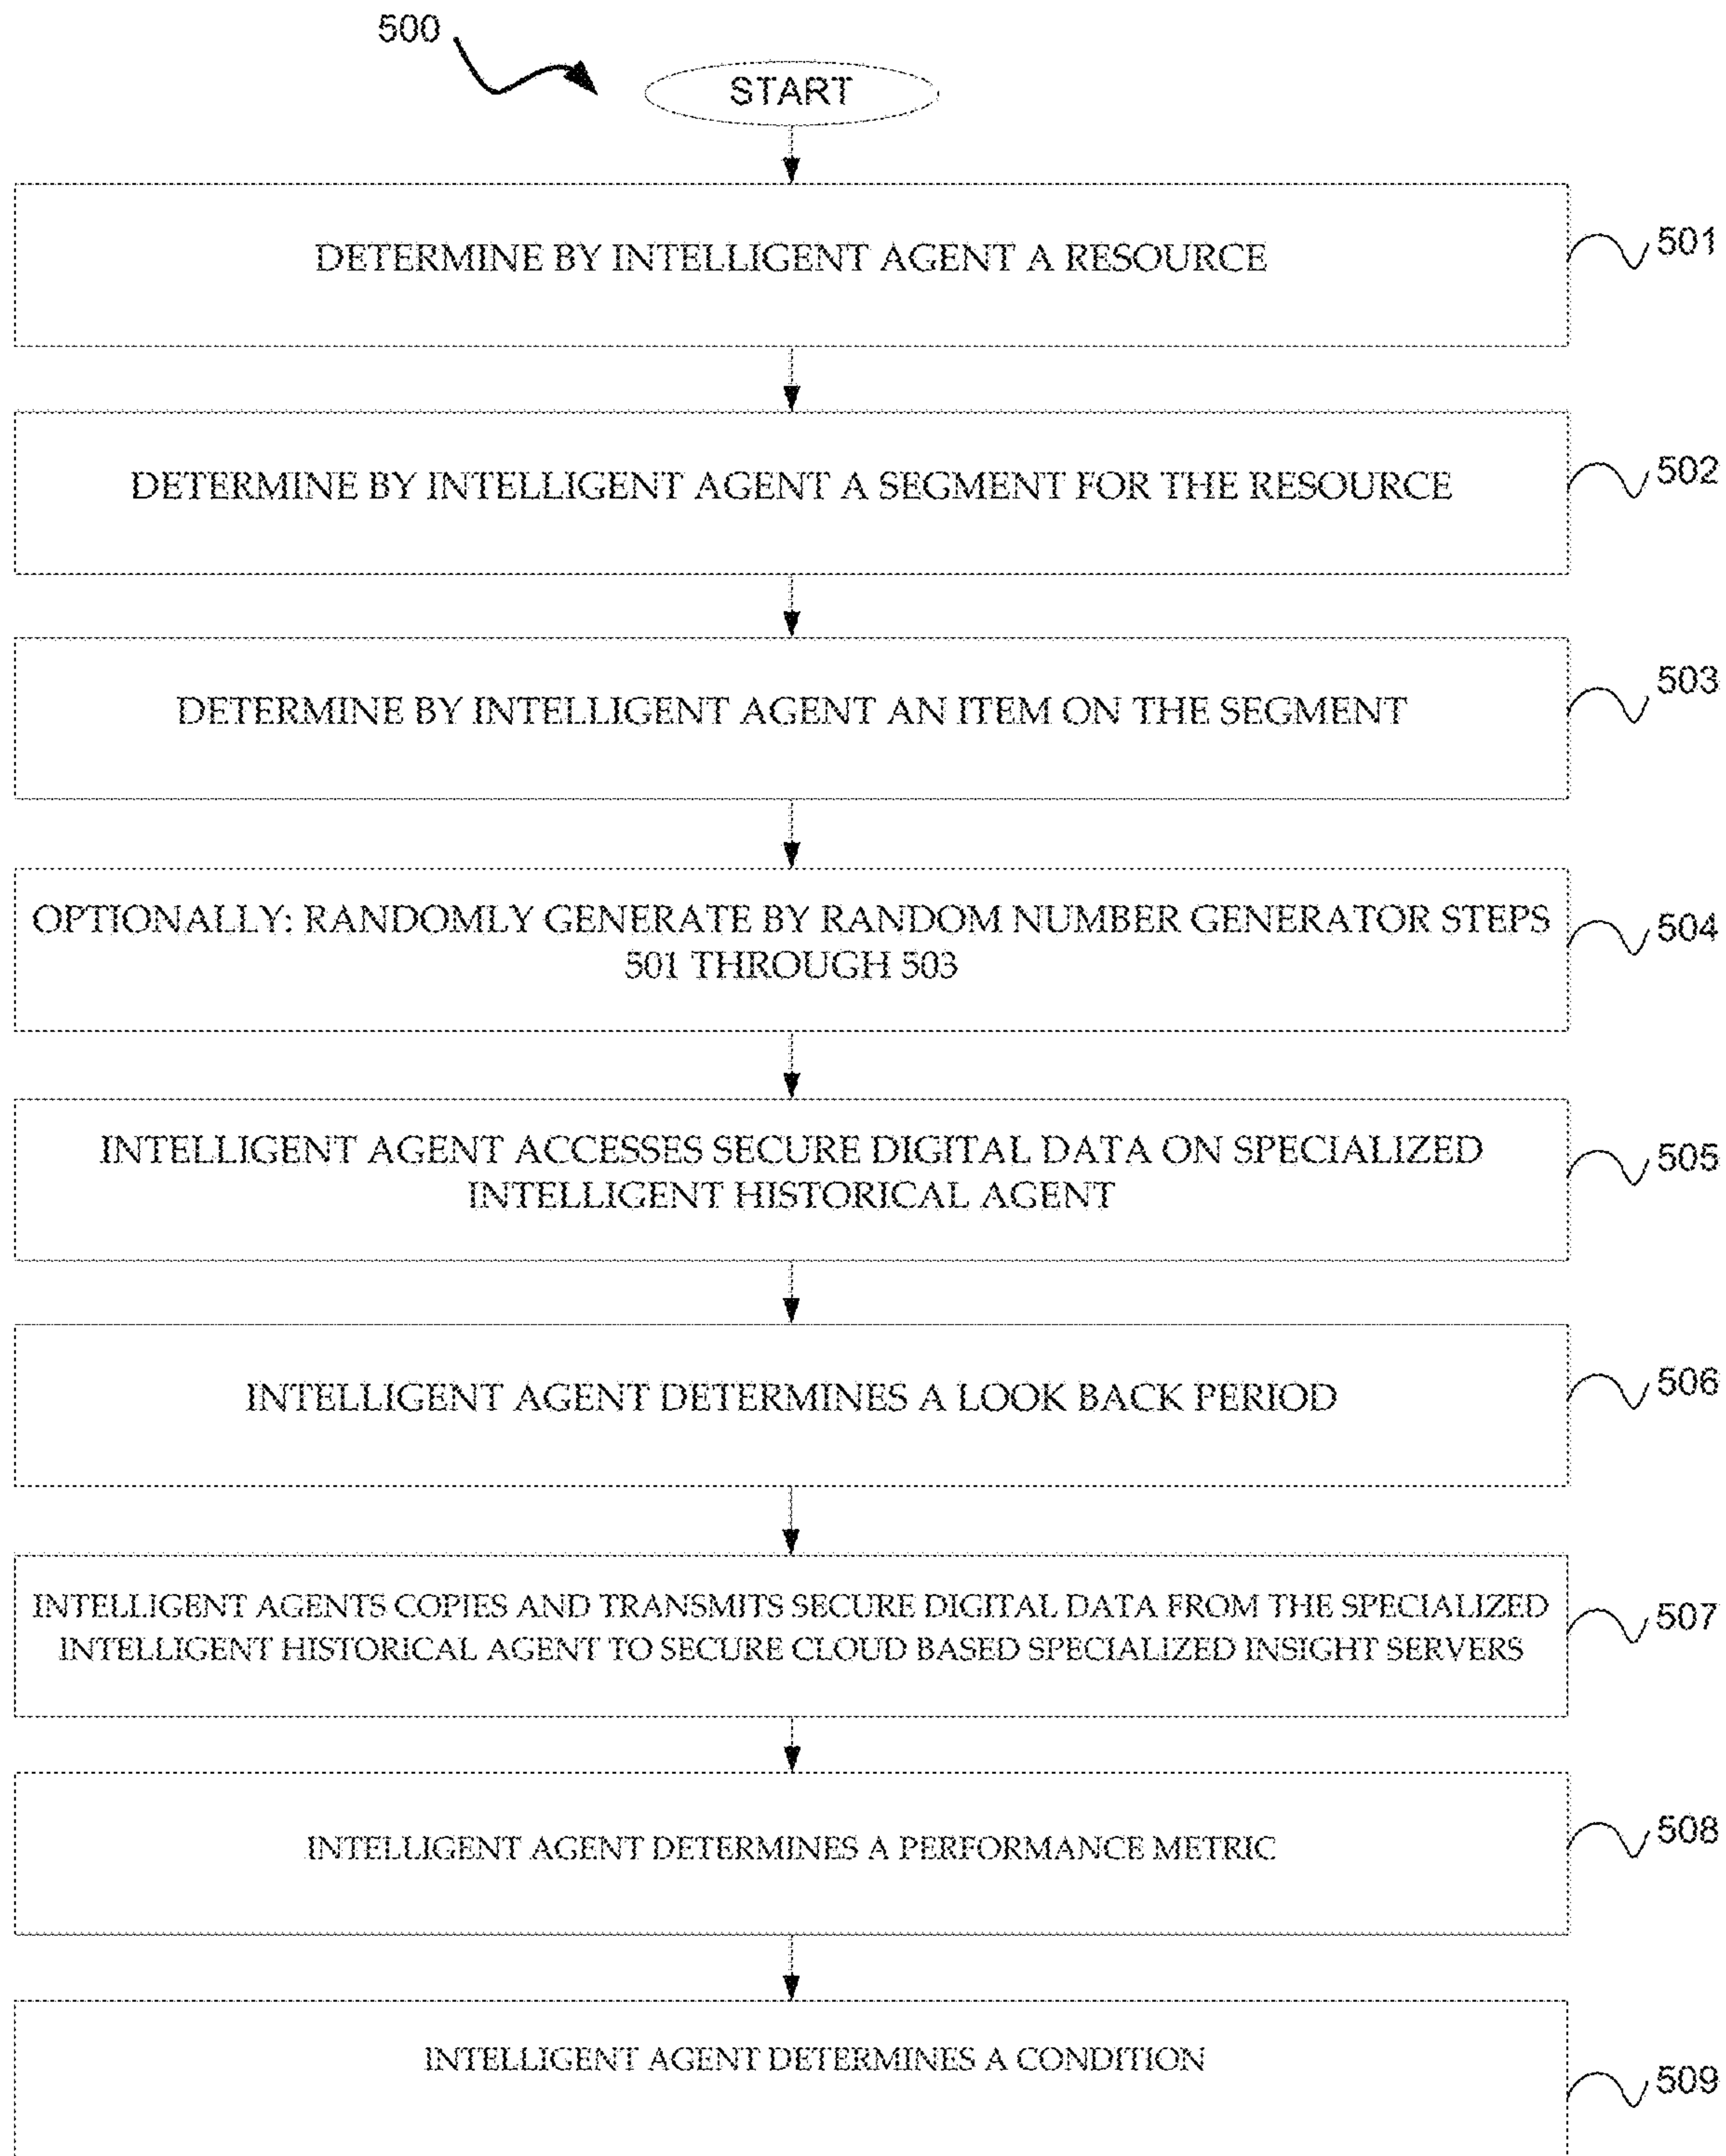 500
START
DETERMINE BY INTELLIGENT AGENT A RESOURCE
501
DETERMINE BY INTELLIGENT AGENT A SEGMENT FOR THE RESOURCE
502
DETERMINE BY INTELLIGENT AGENT AN ITEM ON THE SEGMENT
503
OPTIONALLY: RANDOMLY GENERATE BY RANDOM NUMBER GENERATOR STEPS
501 THROUGH 503
504
INTELLIGENT AGENT ACCESSES SECURE DIGITAL DATA ON SPECIALIZED
INTELLIGENT HISTORICAL AGENT
505
INTELLIGENT AGENT DETERMINES A LOOK BACK PERIOD
506
INTELLIGENT AGENTS COPIES AND TRANSMITS SECURE DIGITAL DATA FROM THE SPECIALIZED
INTELLIGENT HISTORICAL AGENT TO SECURE CLOUD BASED SPECIALIZED INSIGHT SERVERS
507
INTELLIGENT AGENT DETERMINES A PERFORMANCE METRIC
508
INTELLIGENT AGENT DETERMINES A CONDITION
509